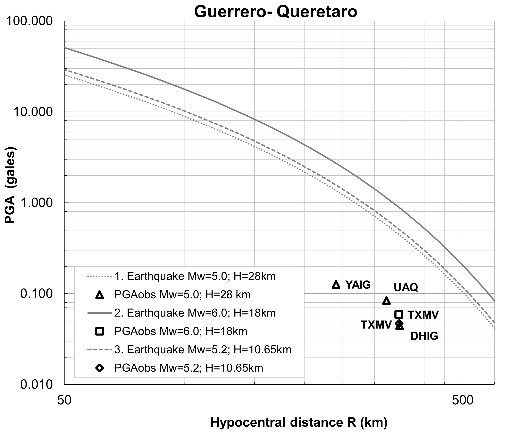 Guerrero- Queretaro
100.000
10.000
1.000
0.100
0.010
PGA (gales)
YAIG
UAQ
TXMV
TXMV
DHIG
1. Earthquake Mw=5.0; H=28km
PGAobs Mw=5.0; H=28 km
2. Earthquake Mw=6.0; H=18km
PGAobs Mw=6.0; H=18km
3. Earthquake Mw=5.2; H=10.65km
PGAobs Mw=5.2; H=10.65km
50
500
Hypocentral distance R (km)